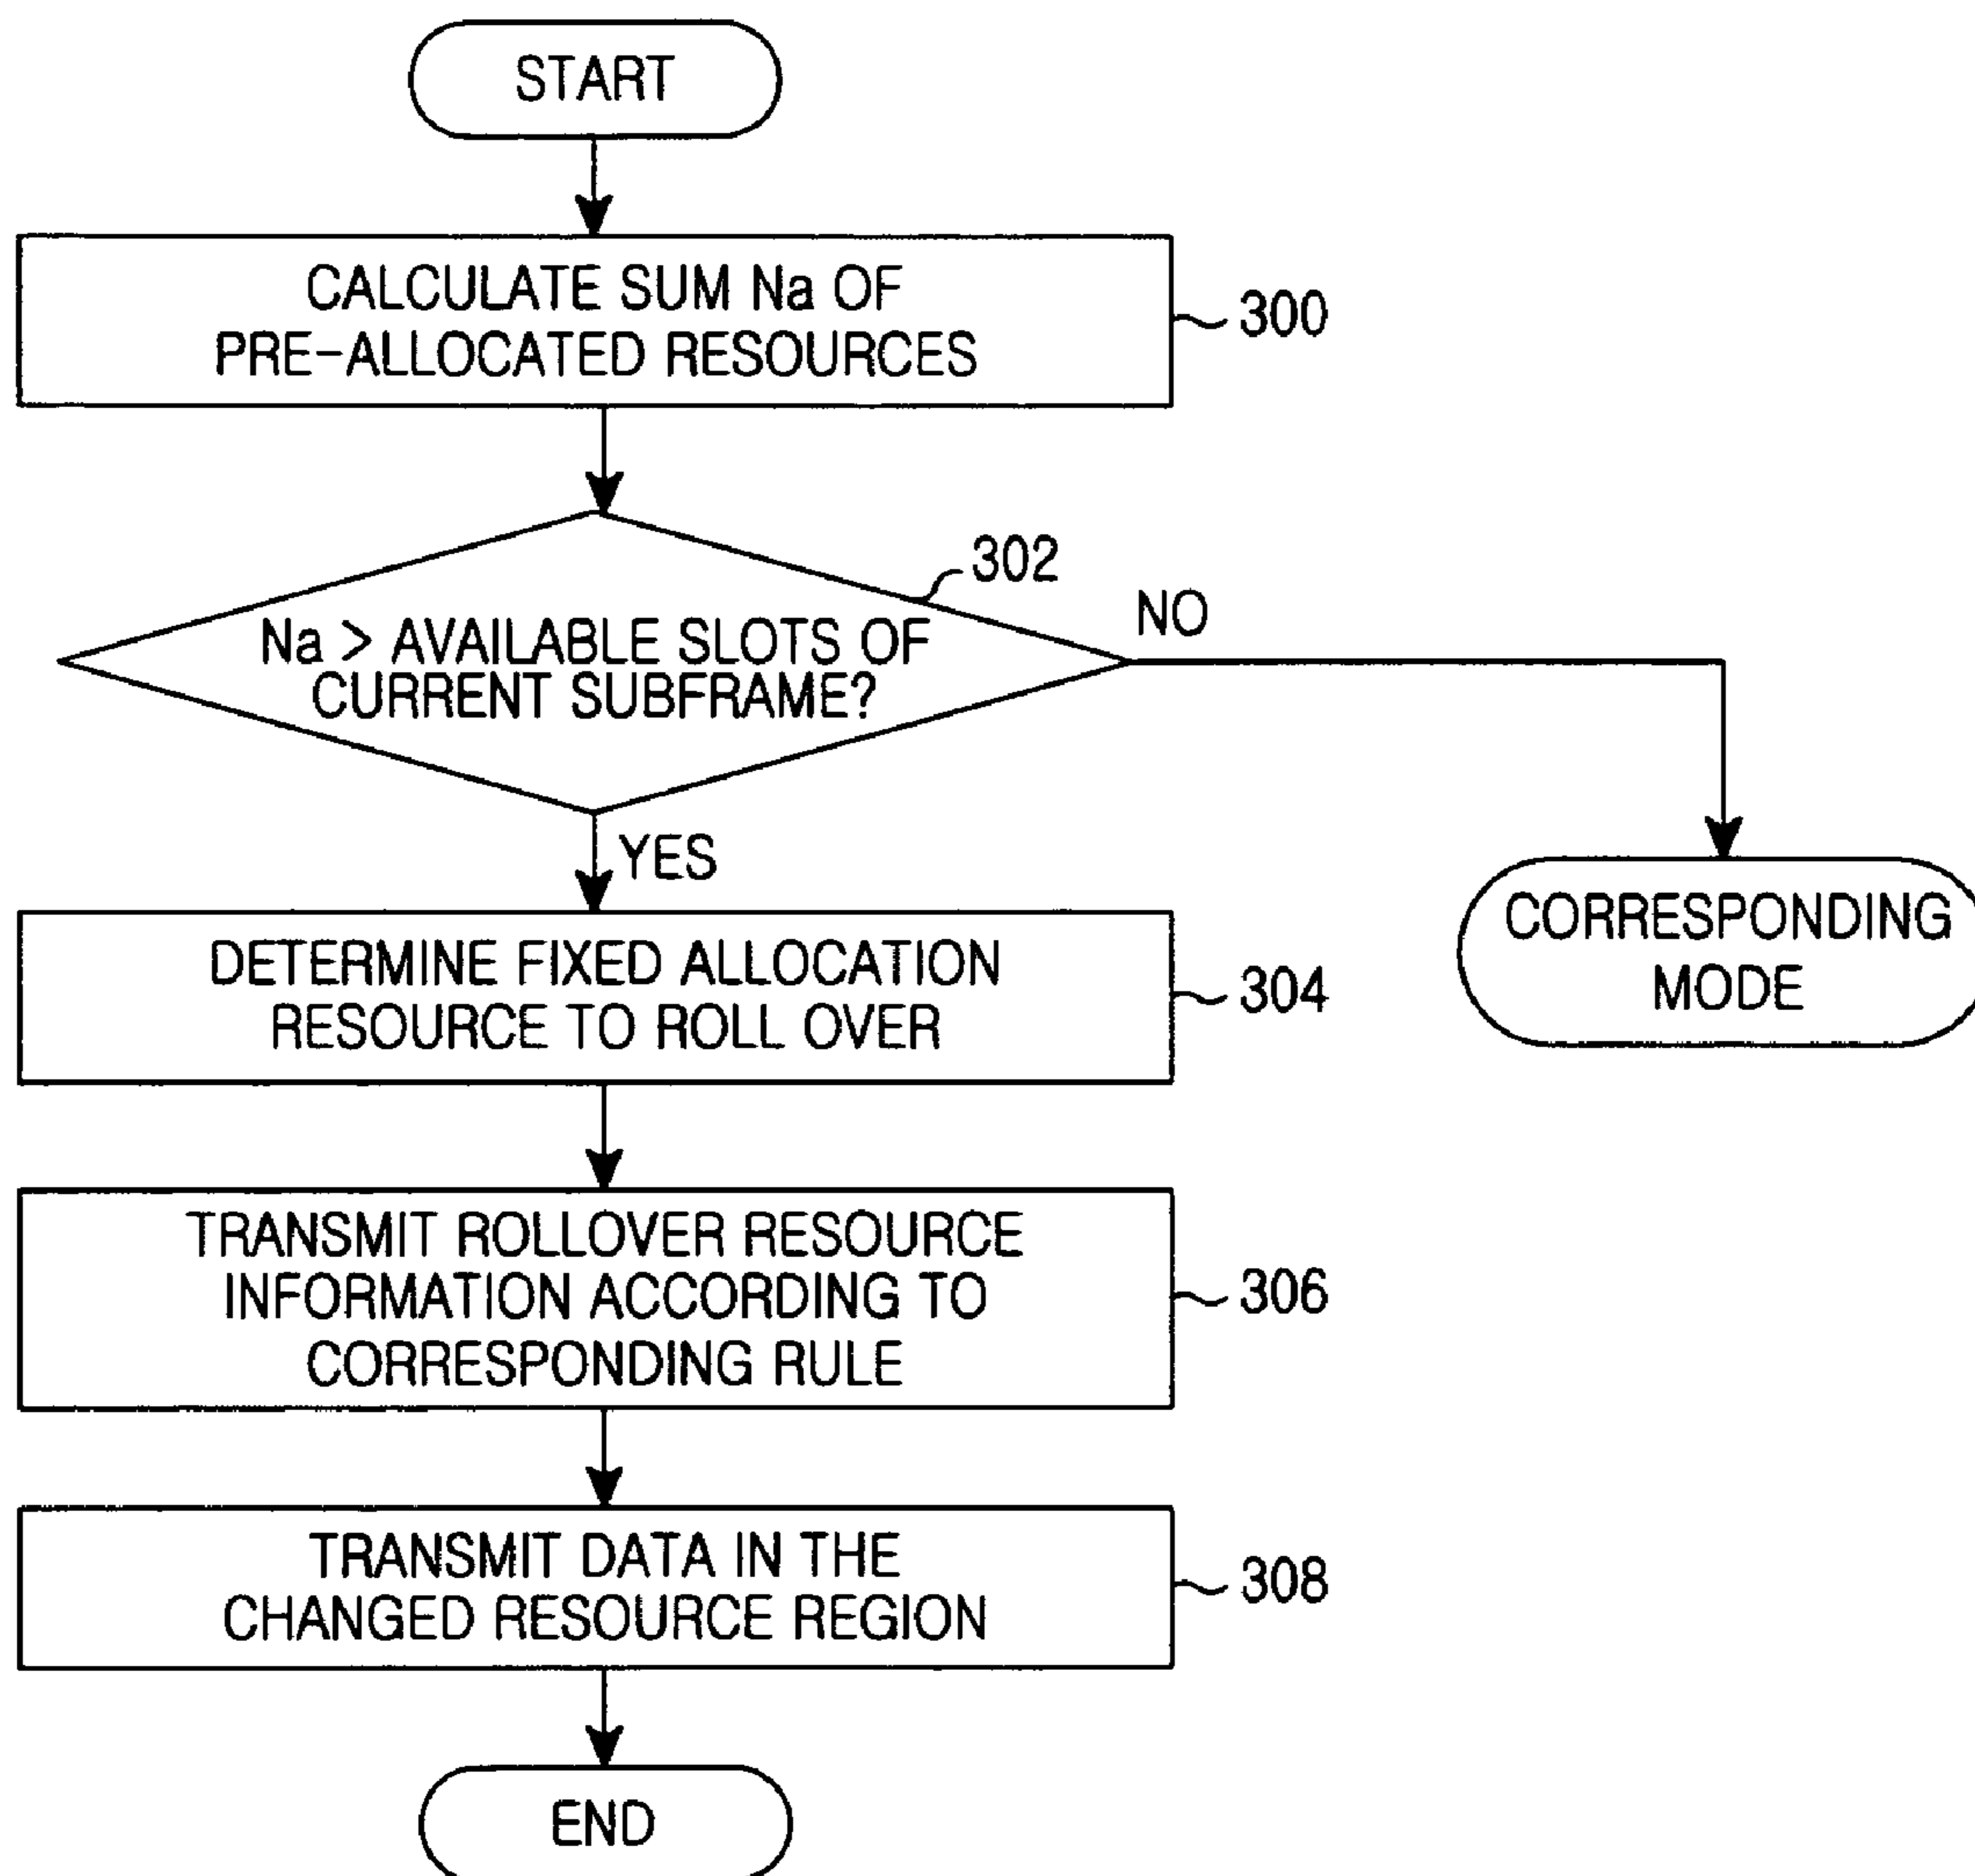 START
CALCULATE SUM Na OF
PRE-ALLOCATED RESOURCES
300
302
Na > AVAILABLE SLOTS OF
CURRENT SUBFRAME?
NO
YES
CORRESPONDING
MODE
DETERMINE FIXED ALLOCATION
RESOURCE TO ROLL OVER
304
TRANSMIT ROLLOVER RESOURCE
INFORMATION ACCORDING TO
CORRESPONDING RULE
306
TRANSMIT DATA IN THE
CHANGED RESOURCE REGION
308
END